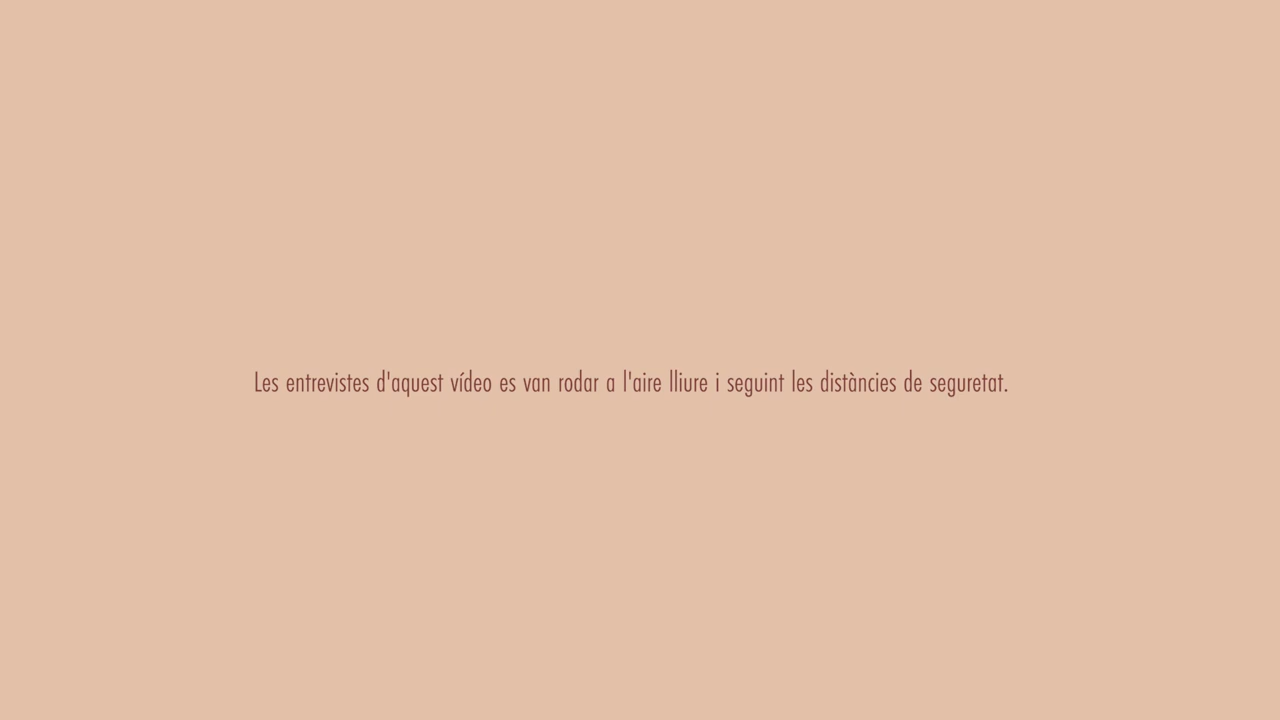 Les entrevistes d'aquest vídeo es van rodar a l'aire lliure i seguint les distàncies de seguretat.